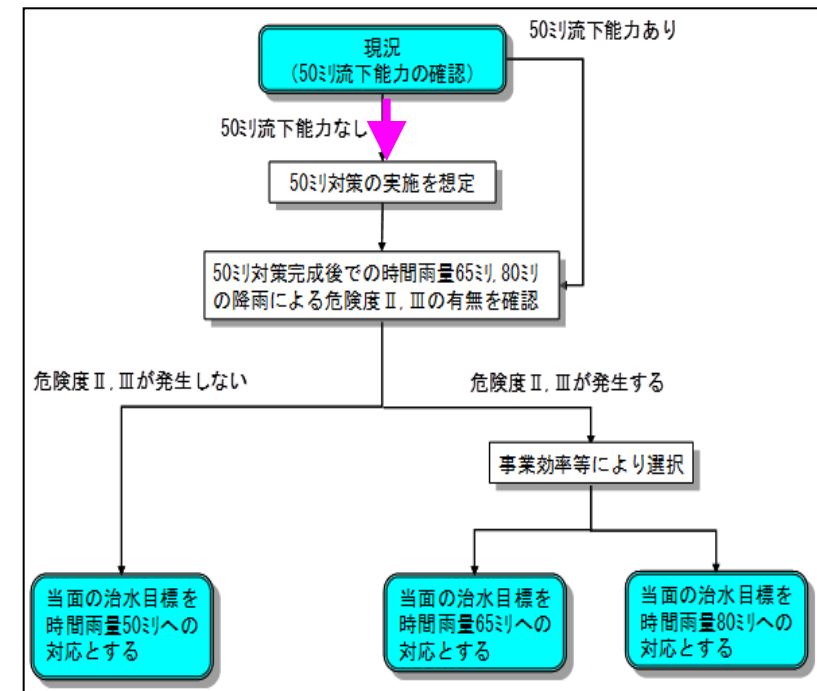 50ﾐﾘ流下能力あり
現況
（50ﾐﾘ流下能力の確認）
50ﾐﾘ流下能力なし
50ﾐﾘ対策の実施を想定
50ﾐﾘ対策完成後での時間雨量65ﾐﾘ,80ﾐﾘ
の降雨による危険度Ⅱ,Ⅲの有無を確認
危険度Ⅱ,Ⅲが発生しない
危険度Ⅱ,Ⅲが発生する
事業効率等により選択
当面の治水目標を
時間雨量50ﾐﾘへの
対応とする
当面の治水目標を
時間雨量65ﾐﾘへの
対応とする
当面の治水目標を
時間雨量80ﾐﾘへの
対応とする